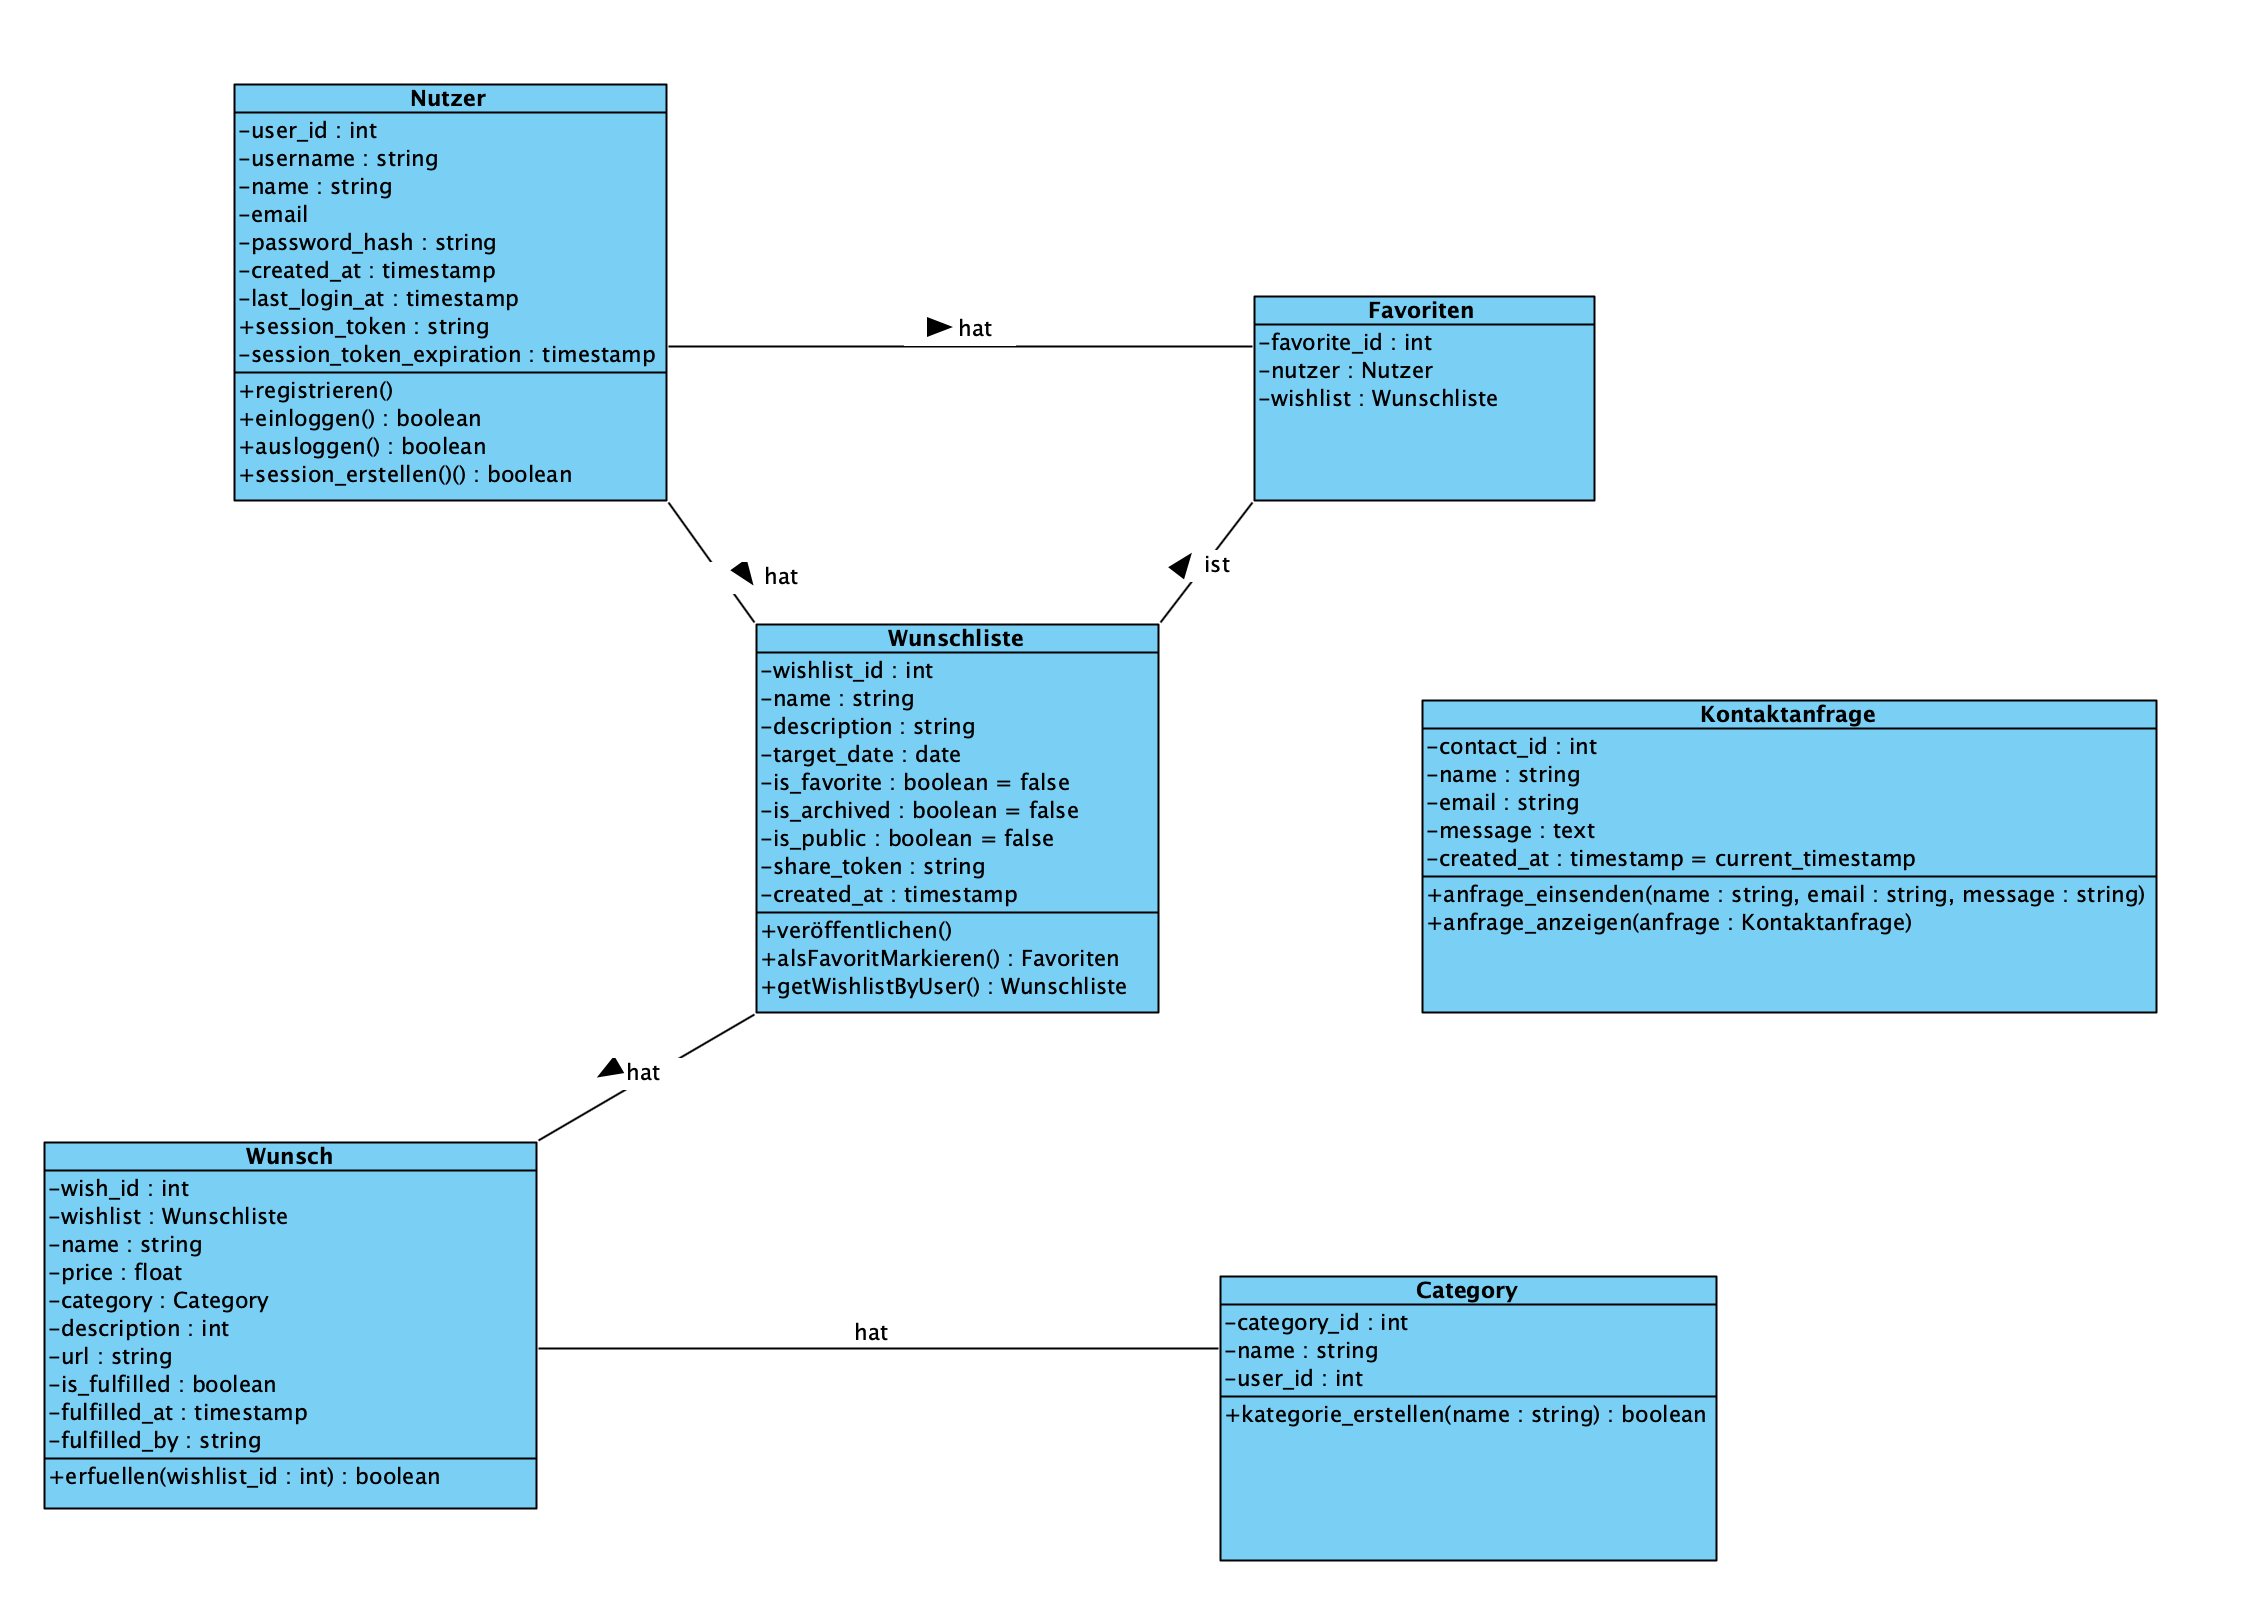 Nutzer
-user_id : int
-username : string
-name : string
-email
-password_hash : string
-created_at : timestamp
-last_login_at : timestamp
+session_token : string
-session_token_expiration : timestamp
+registrieren()
+einloggen() : boolean
+ausloggen() : boolean
+session_erstellen()() : boolean
hat
Favoriten
-favorite_id : int
-nutzer : Nutzer
-wishlist : Wunschliste
hat
ist
Wunschliste
-wishlist_id : int
-name : string
-description : string
-target_date : date
-is_favorite : boolean = false
-is_archived : boolean = false
-is_public : boolean = false
-share_token : string
-created_at : timestamp
+veröffentlichen()
+alsFavoritMarkieren() : Favoriten
+getWishlistByUser() : Wunschliste
Kontaktanfrage
-contact_id : int
-name : string
-email : string
-message : text
-created_at : timestamp = current_timestamp
+anfrage_einsenden(name : string, email : string, message : string)
+anfrage_anzeigen(anfrage : Kontaktanfrage)
hat
Wunsch
-wish_id : int
-wishlist : Wunschliste
-name : string
-price : float
-category : Category
-description : int
-url : string
-is_fulfilled : boolean
-fulfilled_at : timestamp
-fulfilled_by : string
+erfuellen(wishlist_id : int) : boolean
hat
Category
-category_id : int
-name : string
-user_id : int
+kategorie_erstellen(name : string) : boolean